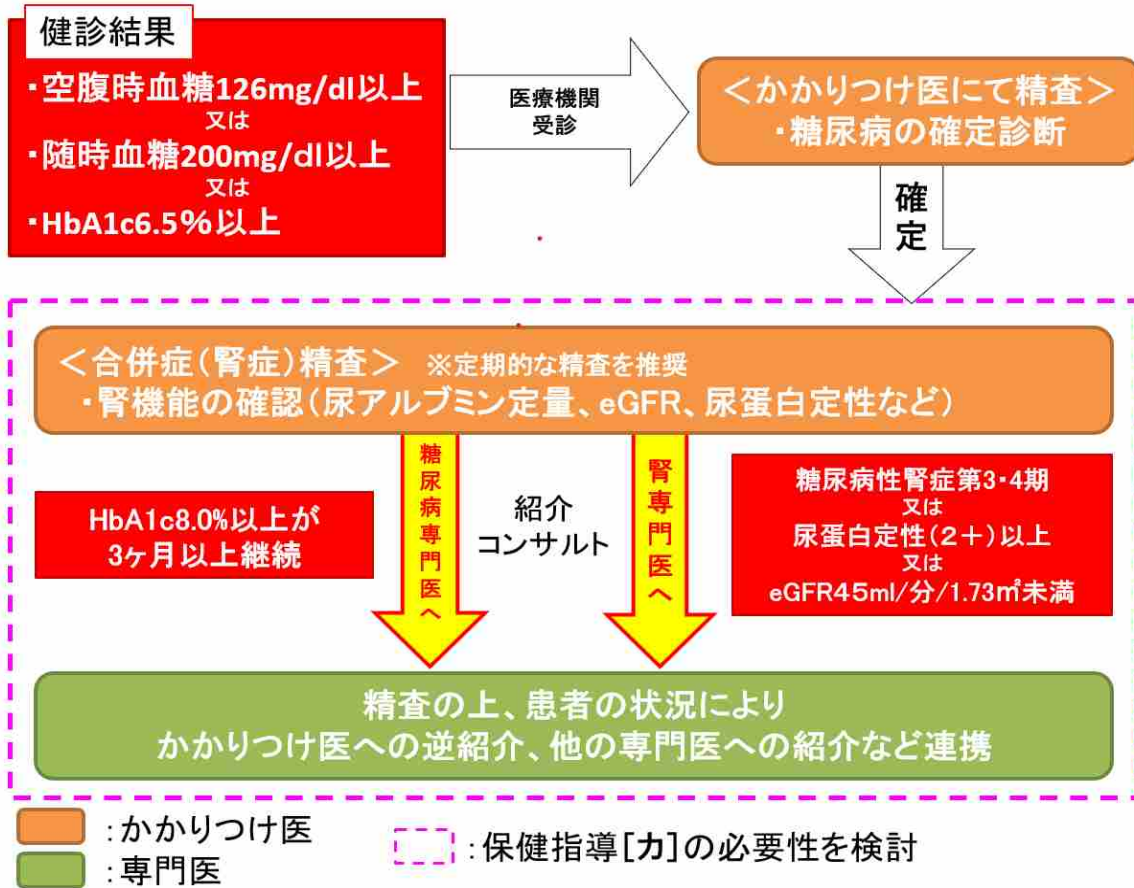 健診結果
・空腹時血糖126mg/dl以上
又は
・随時血糖200mg/dl以上
又は
・HbA1c6.5％以上
医療機関
受診
＜かかりつけ医にて精査＞
・糖尿病の確定診断
確定
＜合併症(腎症)精査＞ ※定期的な精査を推奨
・腎機能の確認(尿アルブミン定量、eGFR、尿蛋白定性など)
HbA1c8.0%以上が
3ヶ月以上継続
糖尿病専門医へ
紹介
コンサルト
腎専門医へ
糖尿病性腎症第3・4期
又は
尿蛋白定性(2＋)以上
又は
eGFR45ml/分/1.73㎡未満
精査の上、患者の状況により
かかりつけ医への逆紹介、他の専門医への紹介など連携
：かかりつけ医
：専門医
：保健指導[カ]の必要性を検討